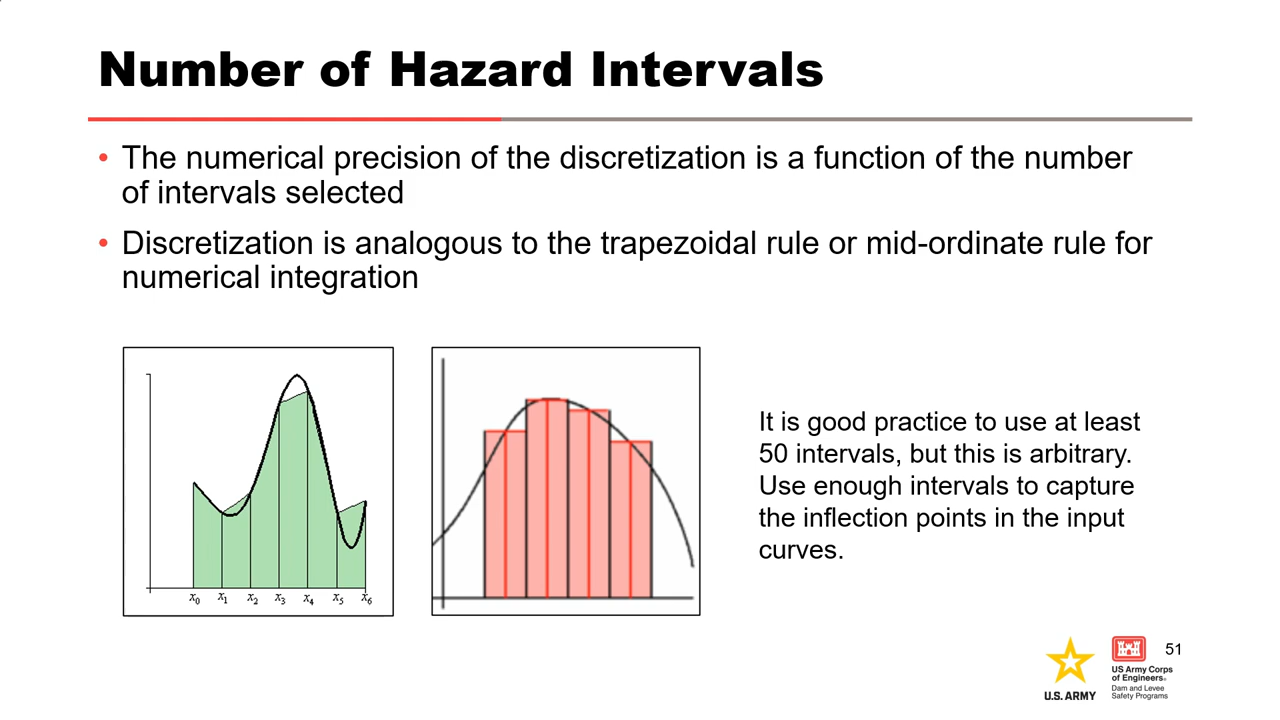 Number of Hazard Intervals
• The numerical precision of the discretization is a function of the number
of intervals selected
• Discretization is analogous to the trapezoidal rule or mid-ordinate rule for
numerical integration
x0 x1 x2 x3 x4 x5 x6
It is good practice to use at least
50 intervals, but this is arbitrary.
Use enough intervals to capture
the inflection points in the input
curves.
51
U.S. ARMY
US Army Corps
of Engineers®
Dam and Levee
Safety Programs